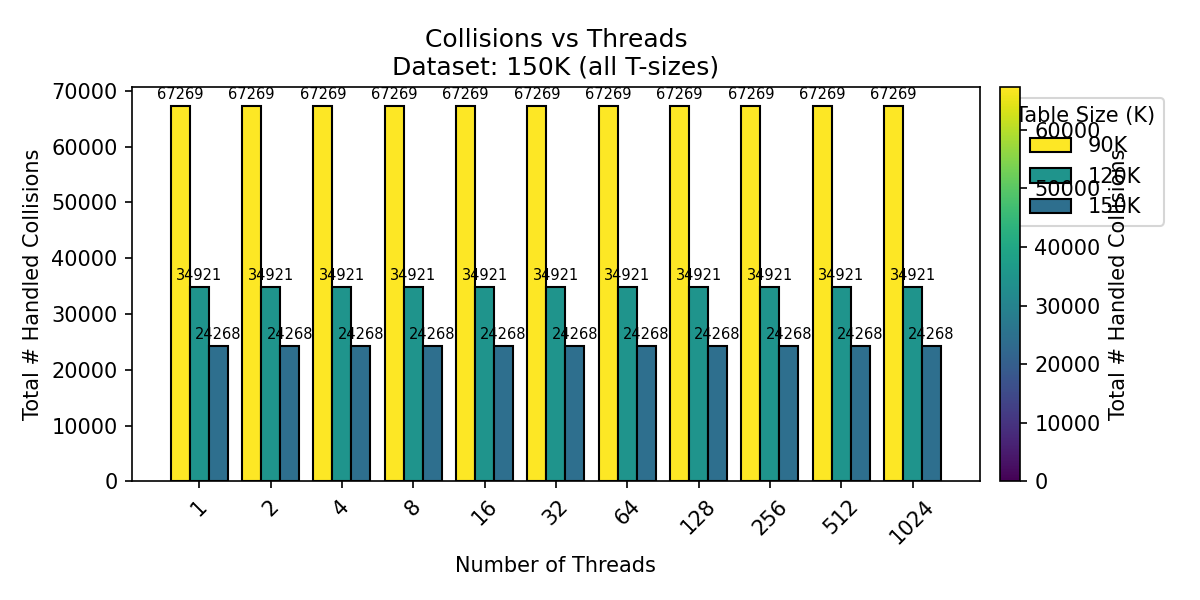 Collisions vs Threads
Dataset: 150K (all T-sizes)
Total # Handled Collisions
70000
60000
50000
40000
30000
20000
10000
0
67269 67269 67269 67269 67269 67269 67269 67269 67269 67269 67269
34921 34921 34921 34921 34921 34921 34921 34921 34921 34921 34921
24268 24268 24268 24268 24268 24268 24268 24268 24268 24268 24268
1 2 4 8 16 32 64 128 256 512 1024
Number of Threads
Table Size (K)
90K
120K
150K
60000
50000
40000
30000
20000
10000
0
Total # Handled Collisions